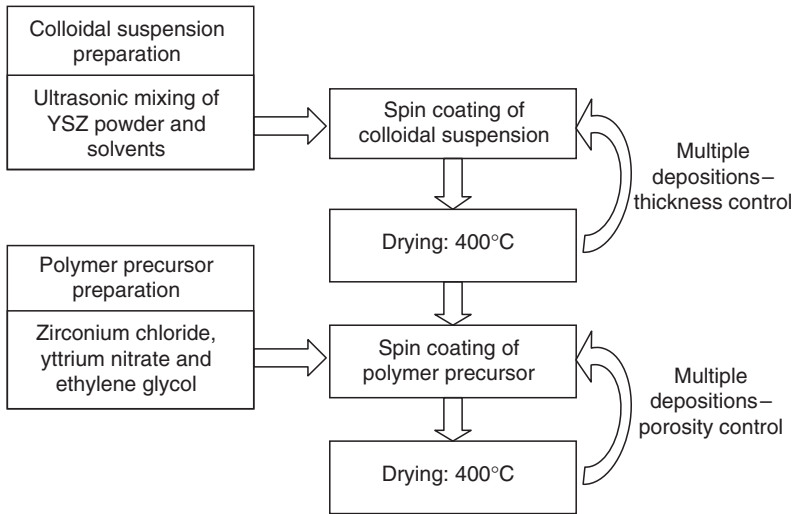 Colloidal suspension
preparation
Ultrasonic mixing of
YSZ powder and
solvents
Spin coating of
colloidal suspension
Multiple
depositions–
thickness control
Drying: 400°C
Polymer precursor
preparation
Zirconium chloride,
yttrium nitrate and
ethylene glycol
Spin coating of
polymer precursor
Multiple
depositions–
porosity control
Drying: 400°C